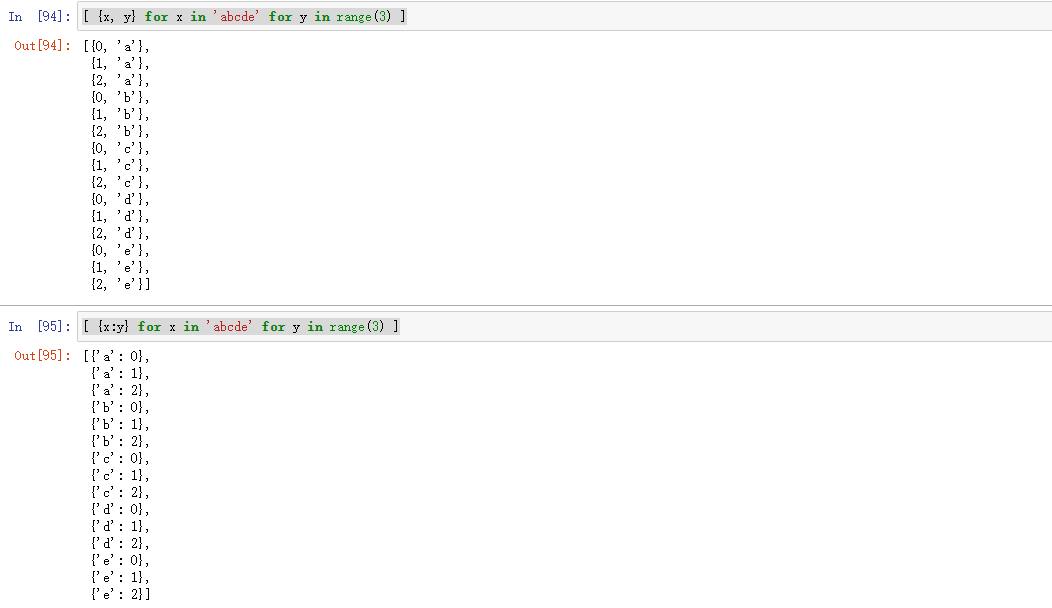 In [94]: [ {x, y} for x in 'abcde' for y in range(3) ]
Out[94]: [{0, 'a'},
{1, 'a'},
{2, 'a'},
{0, 'b'},
{1, 'b'},
{2, 'b'},
{0, 'c'},
{1, 'c'},
{2, 'c'},
{0, 'd'},
{1, 'd'},
{2, 'd'},
{0, 'e'},
{1, 'e'},
{2, 'e'}]
In [95]: [ {x:y} for x in 'abcde' for y in range(3) ]
Out[95]: [{'a': 0},
{'a': 1},
{'a': 2},
{'b': 0},
{'b': 1},
{'b': 2},
{'c': 0},
{'c': 1},
{'c': 2},
{'d': 0},
{'d': 1},
{'d': 2},
{'e': 0},
{'e': 1},
{'e': 2}]